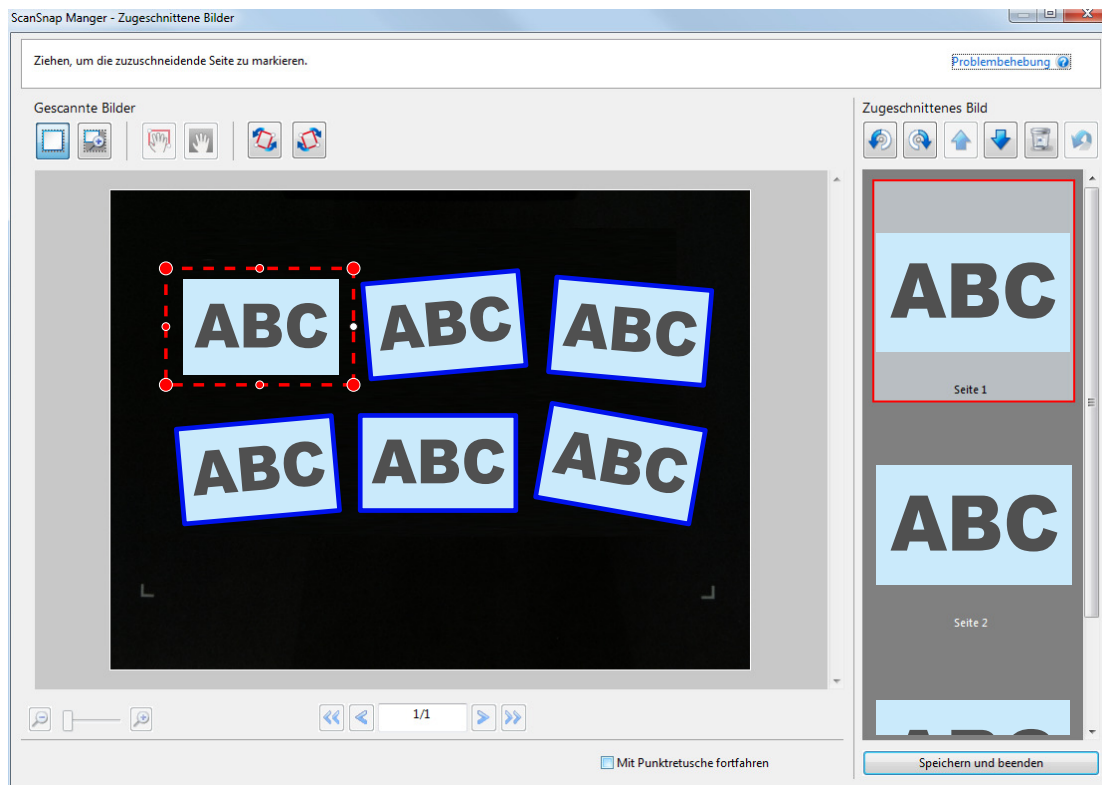 ScanSnap Manger - Zugeschnittene Bilder
Ziehen, um die zuzuschneidende Seite zu markieren.
Problembehebung
Gescannte Bilder
Zugeschnittenes Bild
ABC ABC ABC
ABC ABC ABC
ABC
Seite 1
ABC
Seite 2
ABC
1/1
Mit Punktretusche fortfahren
Speichern und beenden